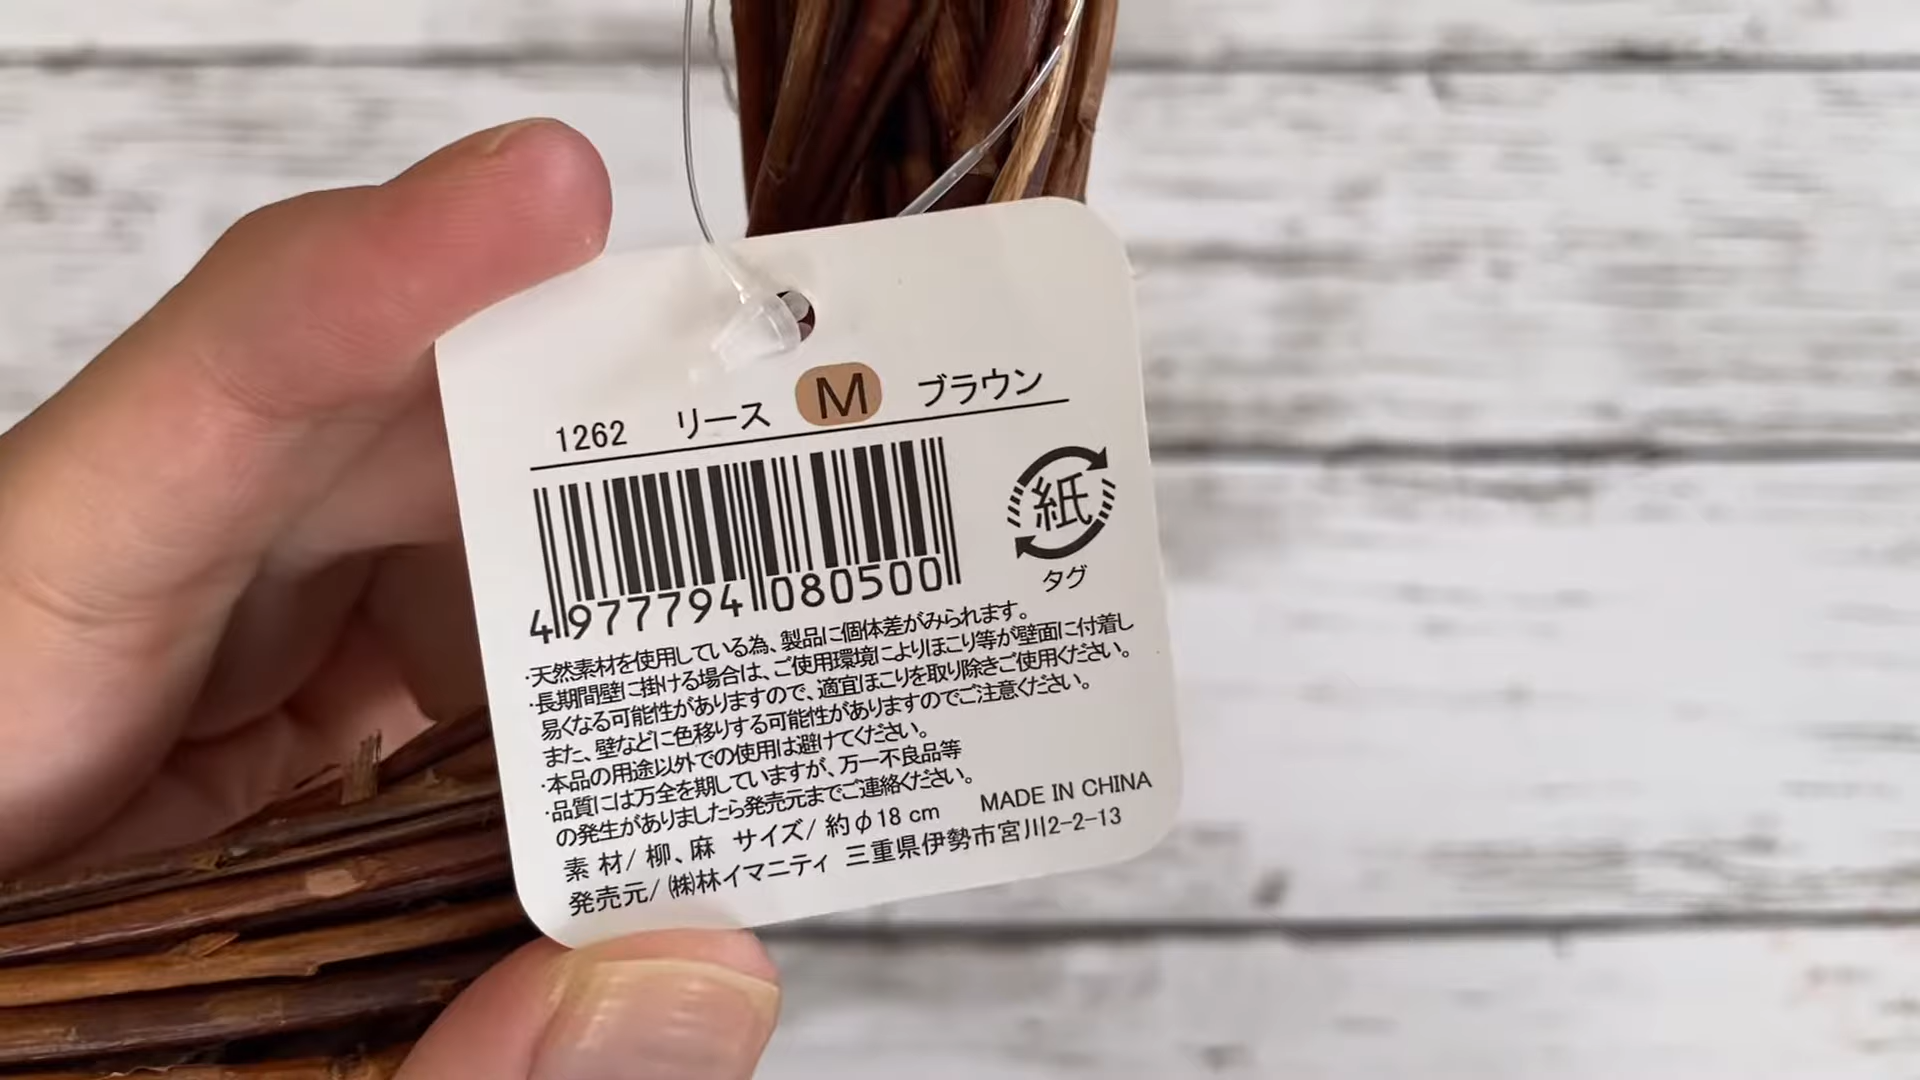 1262 リース M ブラウン
4977794080500
紙
タグ
・天然素材を使用している為、製品に個体差がみられます。
・長期間壁に掛ける場合は、ご使用環境によりほこり等が壁面に付着し
易くなる可能性がありますので、適宜ほこりを取り除きご使用ください。
また、壁などに色移りする可能性がありますのでご注意ください。
・本品の用途以外での使用は避けてください。
・品質には万全を期していますが、万一不良品等
の発生がありましたら発売元までご連絡ください。
素 材/ 柳、麻 サイズ/ 約φ18 cm MADE IN CHINA
発売元/ ㈱林イマニティ 三重県伊勢市宮川2-2-13